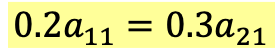 0.2a₁₁ = 0.3a₂₁